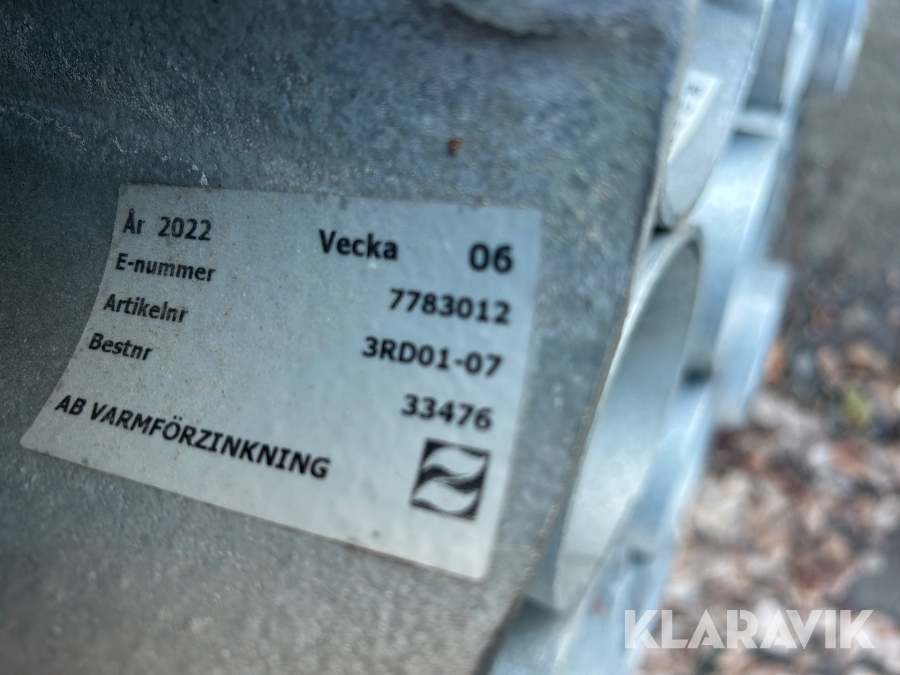 År 2022 Vecka 06
E-nummer 7783012
Artikelnr 3RD01-07
Bestnr 33476
AB VARMFÖRZINKNING
KLARAVIK